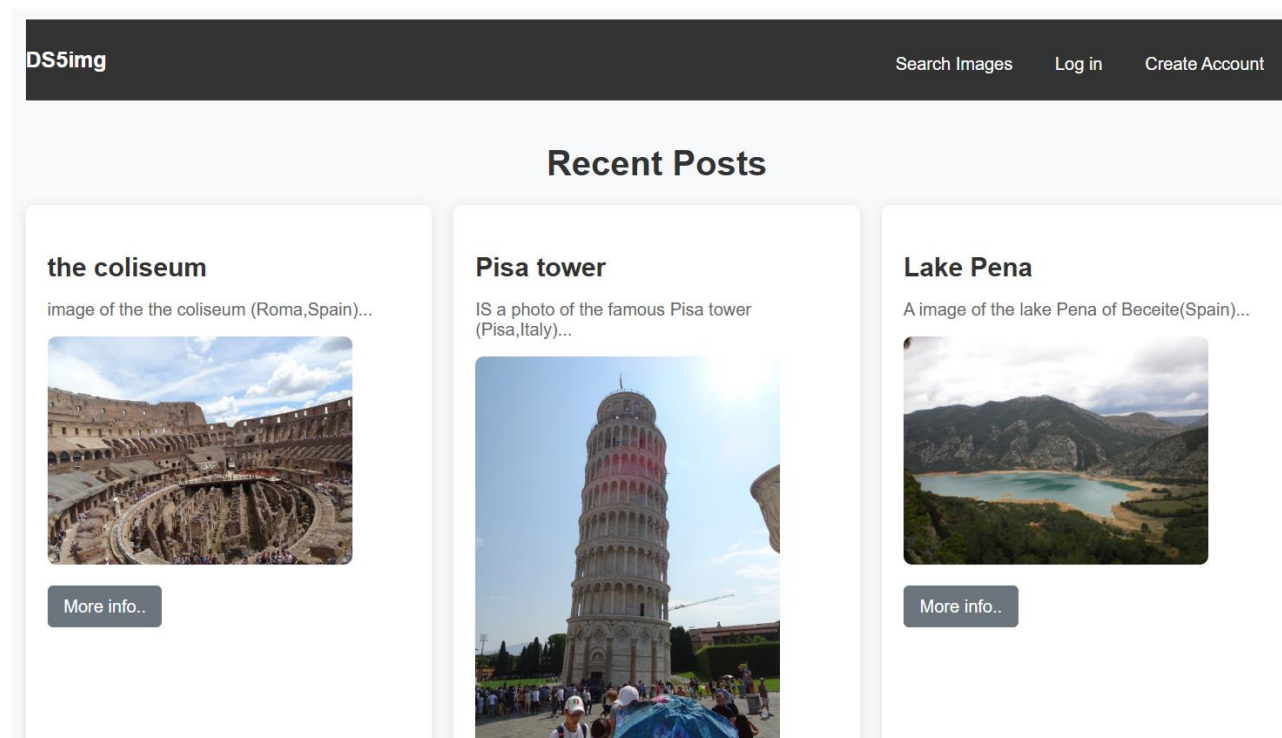 DS5img
Search Images
Log in
Create Account
Recent Posts
the coliseum
image of the the coliseum (Roma,Spain)...
More info..
Pisa tower
IS a photo of the famous Pisa tower
(Pisa,Italy)...
Lake Pena
A image of the lake Pena of Beceite(Spain)...
More info..